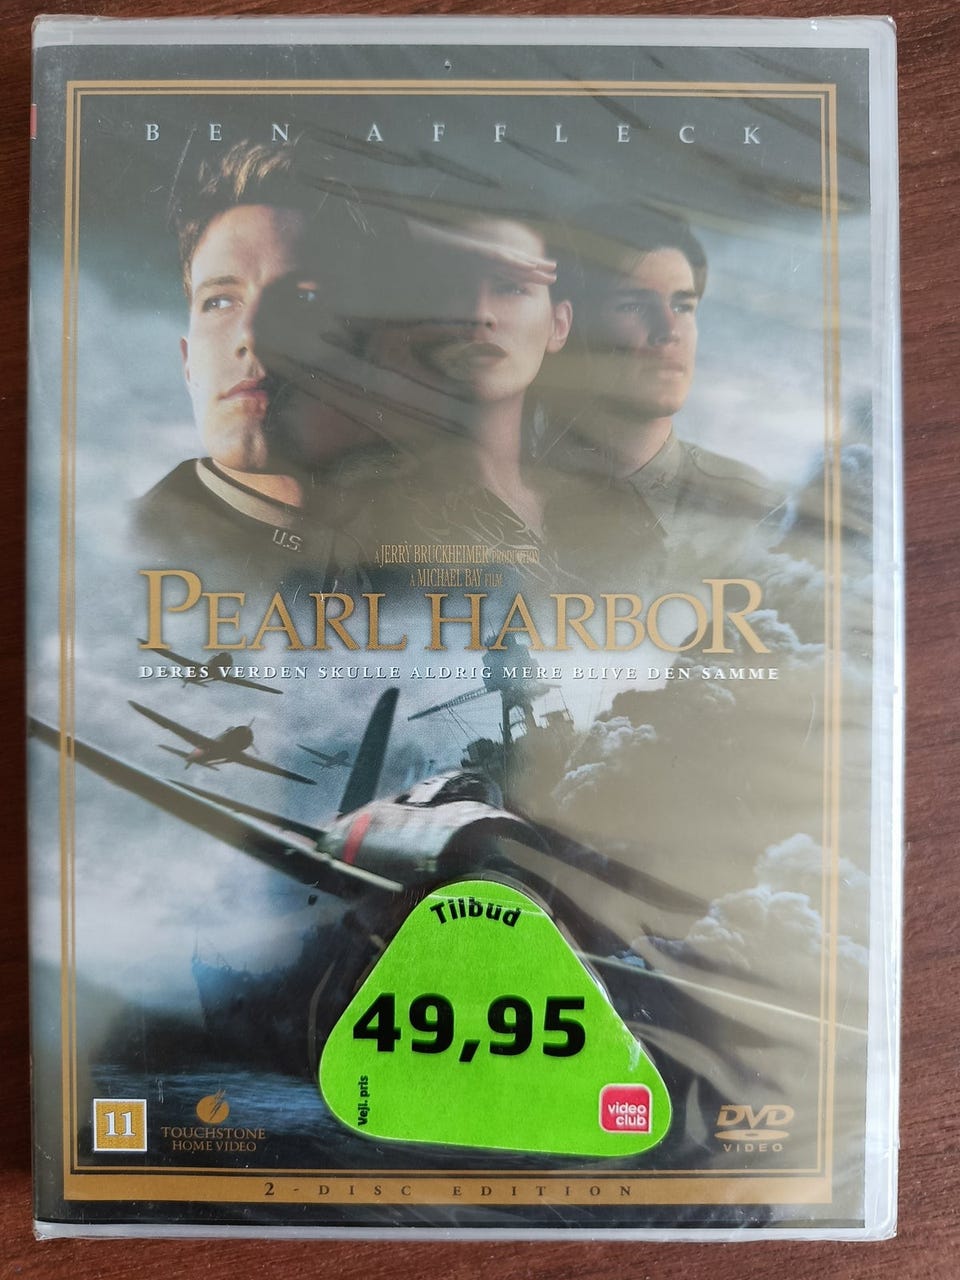 BEN AFFLECK
U.S.
A JERRY BRUCKHEIMER PRODUCTION
A MICHAEL BAY FILM
PEARL HARBOR
DERES VERDEN SKULLE ALDRIG MERE BLIVE DEN SAMME
Tilbud
49,95
Vejl. pris
video
club
11
TOUCHSTONE
HOME VIDEO
DVD
VIDEO
2-DISC EDITION